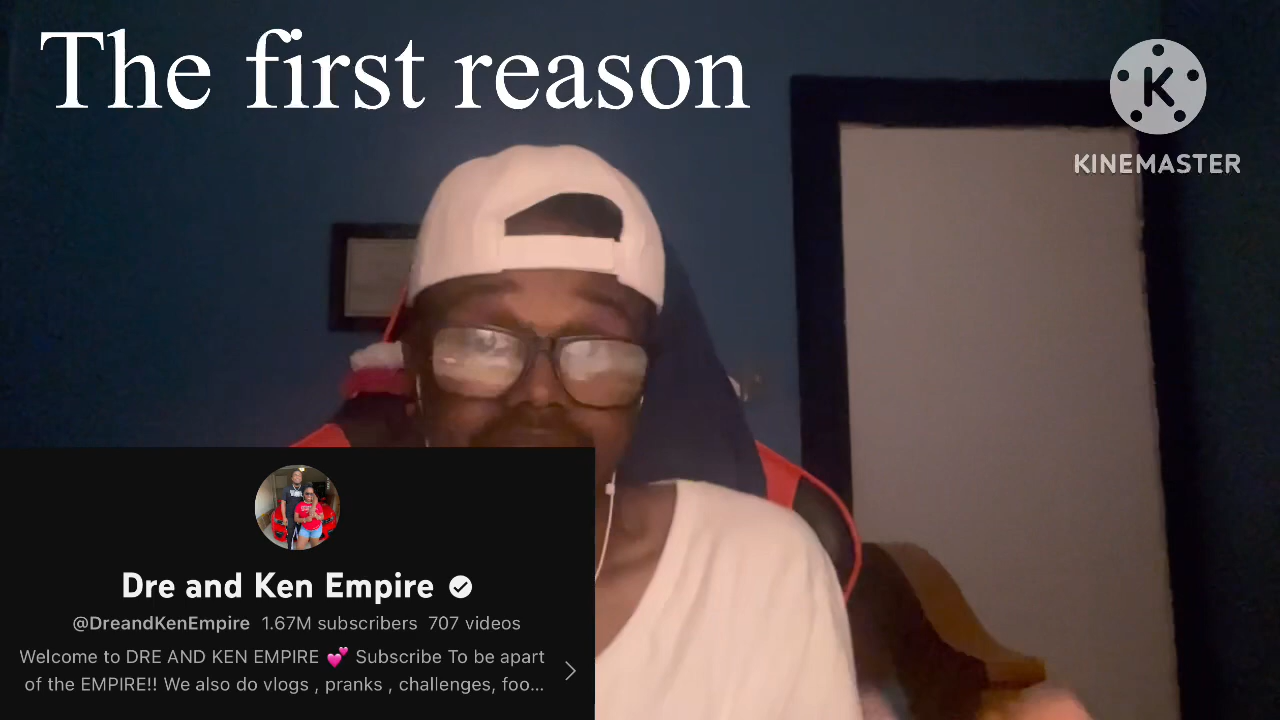 The first reason
K
KINEMASTER
Dre and Ken Empire
@DreandKenEmpire 1.67M subscribers 707 videos
Welcome to DRE AND KEN EMPIRE 💕 Subscribe To be apart
of the EMPIRE!! We also do vlogs , pranks , challenges, foo...